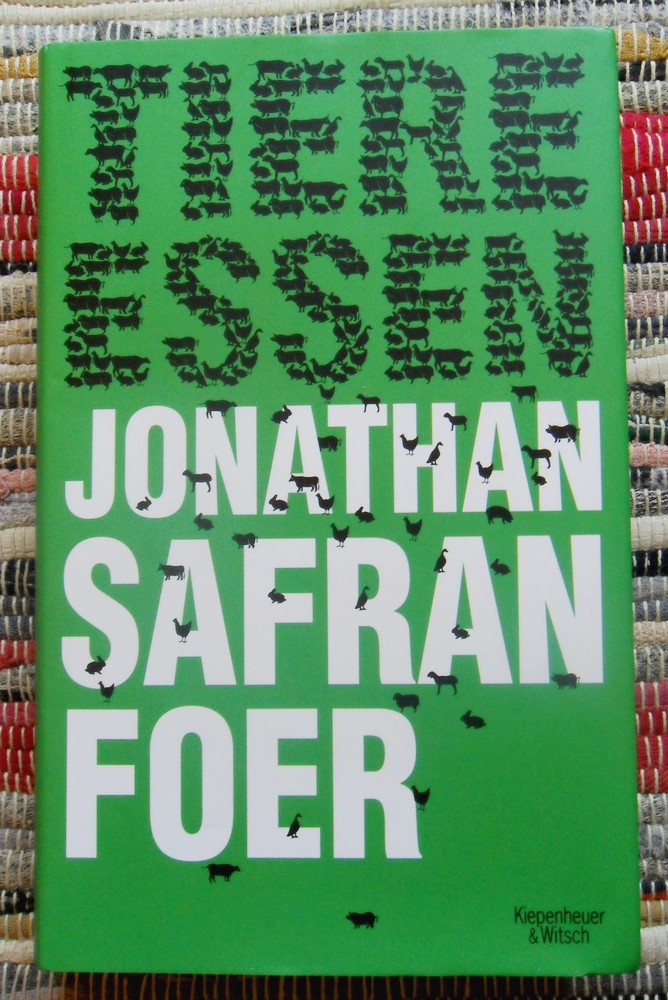 TIERE
ESSEN
JONATHAN
SAFRAN
FOER
Kiepenheuer
& Witsch